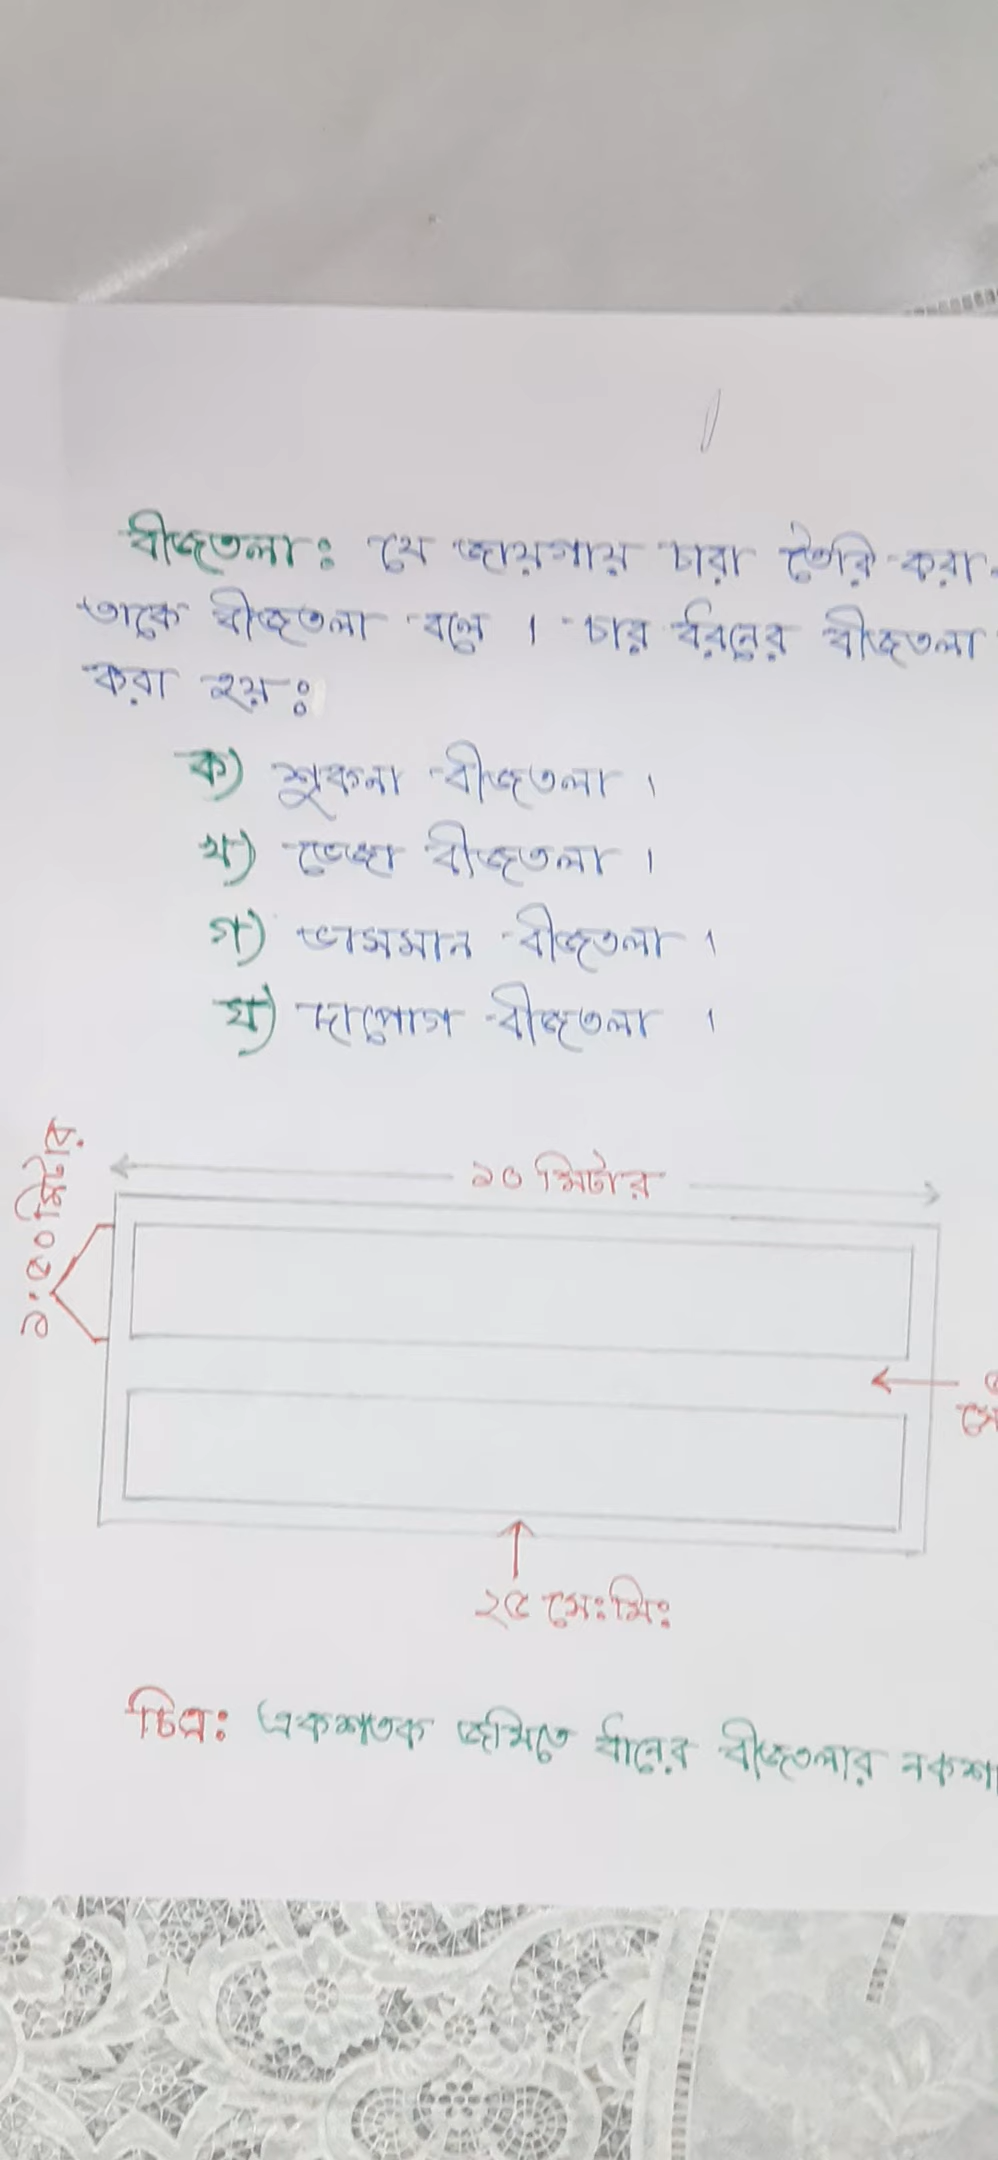 বীজতলাঃ যে জায়গায় চারা তৈরি করা
তাকে বীজতলা বলে । চার ধরনের বীজতলা
করা হয়ঃ
ক) শুকনা বীজতলা ।
খ) ভেজা বীজতলা ।
গ) ভাসমান বীজতলা ।
ঘ) দাপোগ বীজতলা ।
১০ মিটার
১.৫০ মিটার
২৫ সেঃমিঃ
চিত্র: একশতক জমিতে ধানের বীজতলার নকশা